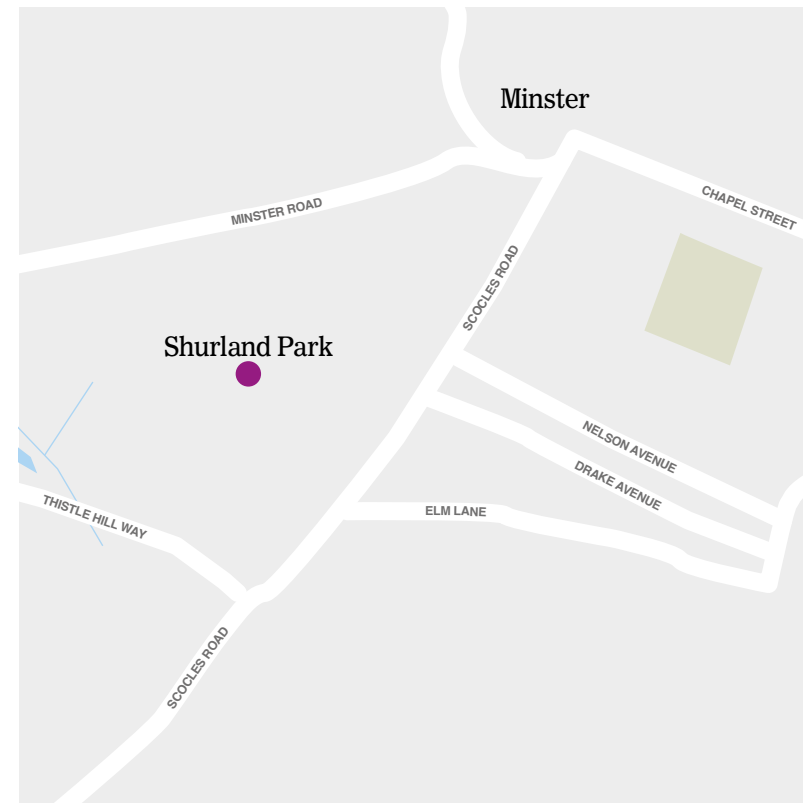 Minster
CHAPEL STREET
MINSTER ROAD
SCOCLES ROAD
Shurland Park
NELSON AVENUE
DRAKE AVENUE
THISTLE HILL WAY
ELM LANE
SCOCLES ROAD